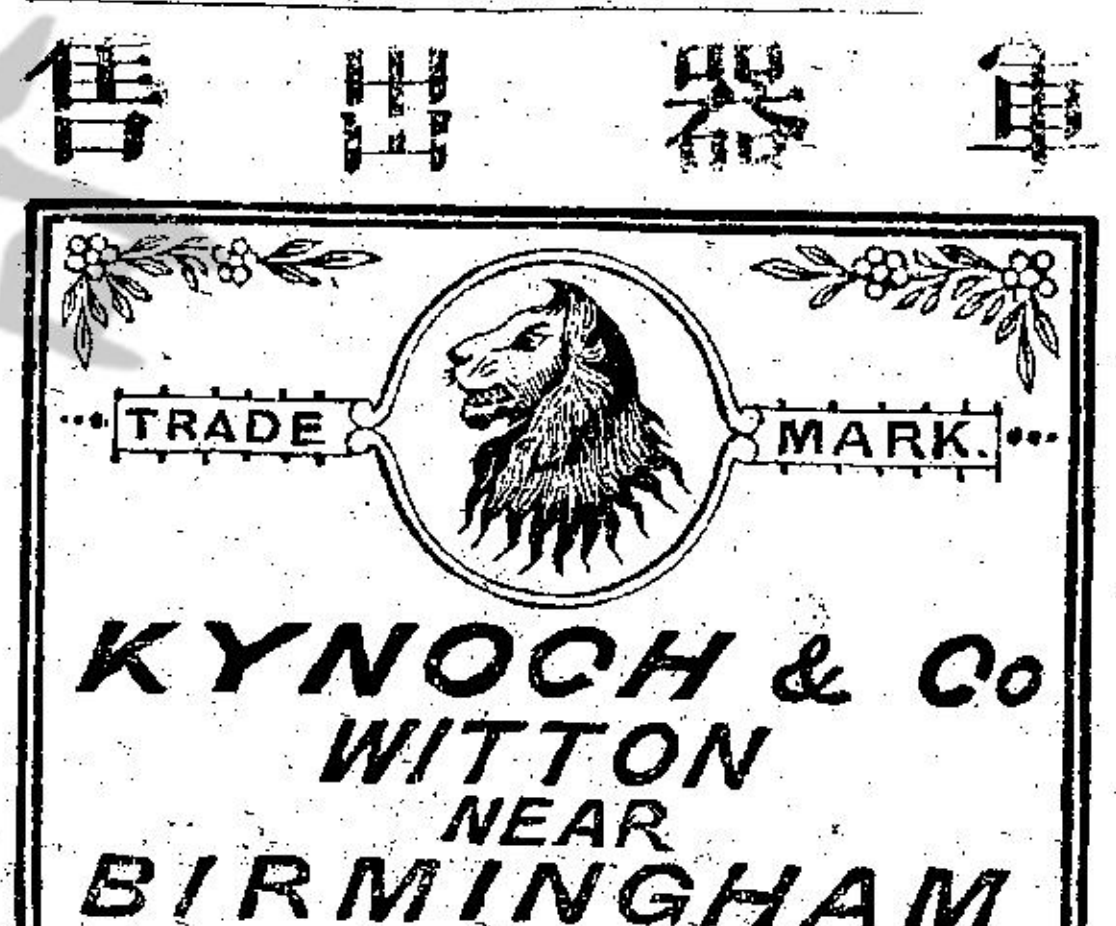 器出售
TRADE MARK.
KYNOCH & Co
WITTON
NEAR
BIRMINGHAM